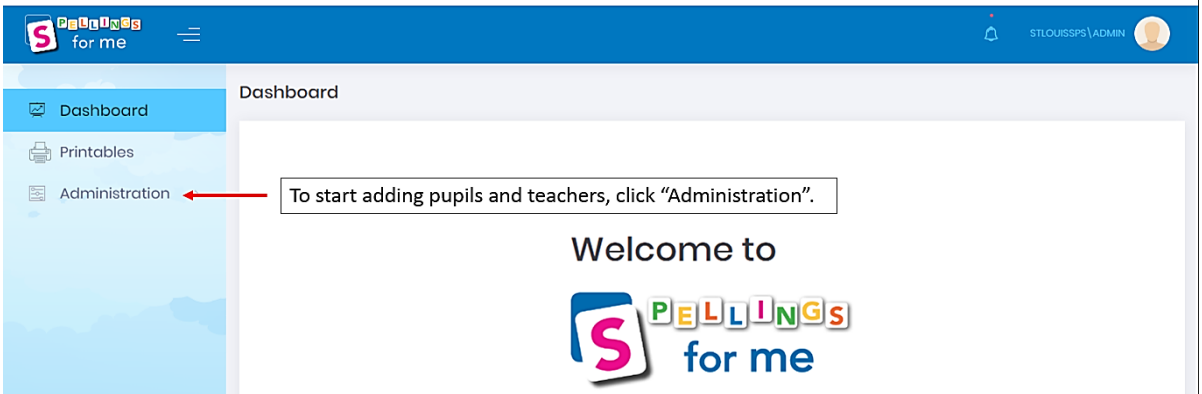 SPELLINGS
for me
STLOUISSPS\ADMIN
Dashboard
Printables
Administration
Dashboard
To start adding pupils and teachers, click “Administration”.
Welcome to
SPELLINGS
for me